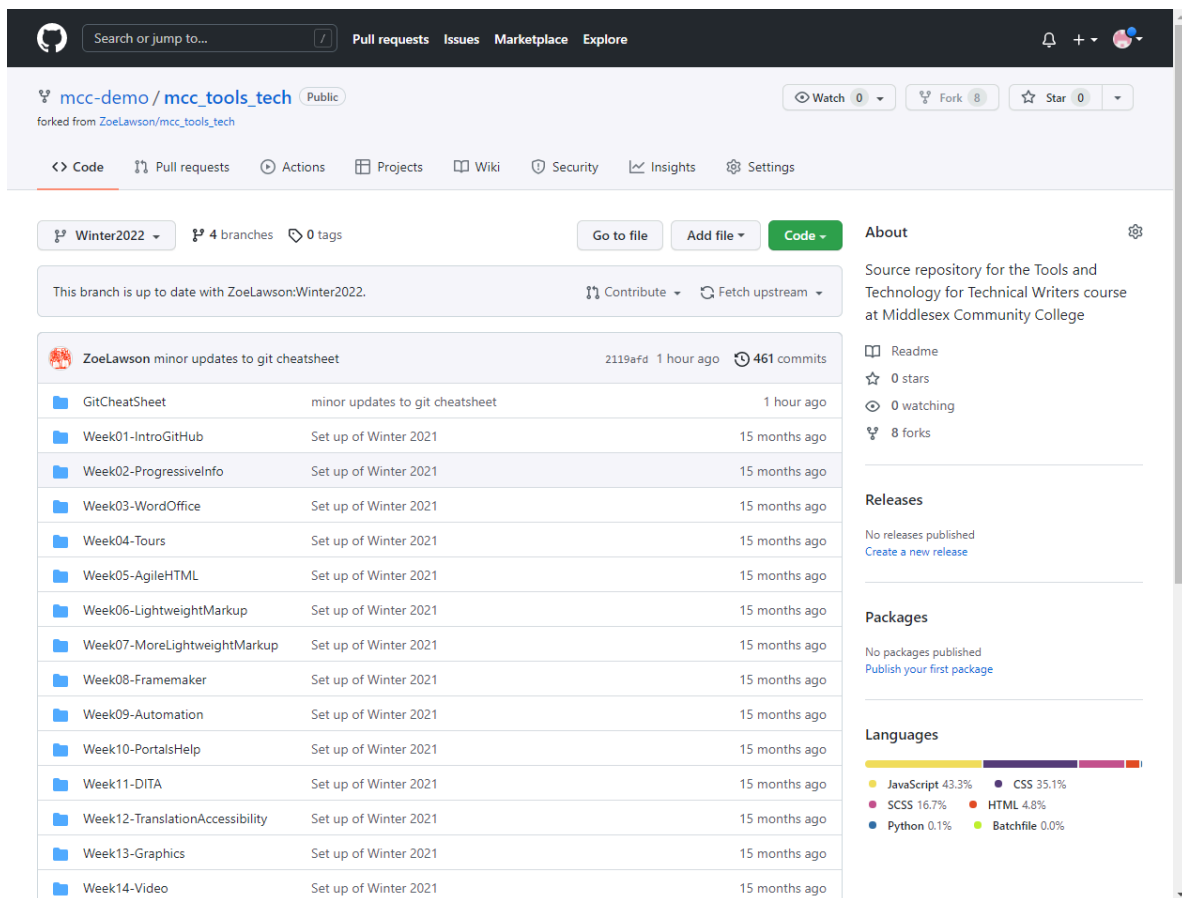 Search or jump to... / Pull requests Issues Marketplace Explore
mcc-demo / mcc_tools_tech Public
Watch 0 Fork 8 Star 0
forked from ZoeLawson/mcc_tools_tech
<> Code Pull requests Actions Projects Wiki Security Insights Settings
Winter2022 4 branches 0 tags Go to file Add file Code
This branch is up to date with ZoeLawson:Winter2022. Contribute Fetch upstream
ZoeLawson minor updates to git cheatsheet 2119afd 1 hour ago 461 commits
GitCheatSheet minor updates to git cheatsheet 1 hour ago
Week01-IntroGitHub Set up of Winter 2021 15 months ago
Week02-ProgressiveInfo Set up of Winter 2021 15 months ago
Week03-WordOffice Set up of Winter 2021 15 months ago
Week04-Tours Set up of Winter 2021 15 months ago
Week05-AgileHTML Set up of Winter 2021 15 months ago
Week06-LightweightMarkup Set up of Winter 2021 15 months ago
Week07-MoreLightweightMarkup Set up of Winter 2021 15 months ago
Week08-Framemaker Set up of Winter 2021 15 months ago
Week09-Automation Set up of Winter 2021 15 months ago
Week10-PortalsHelp Set up of Winter 2021 15 months ago
Week11-DITA Set up of Winter 2021 15 months ago
Week12-TranslationAccessibility Set up of Winter 2021 15 months ago
Week13-Graphics Set up of Winter 2021 15 months ago
Week14-Video Set up of Winter 2021 15 months ago
About
Source repository for the Tools and
Technology for Technical Writers course
at Middlesex Community College
Readme
0 stars
0 watching
8 forks
Releases
No releases published
Create a new release
Packages
No packages published
Publish your first package
Languages
JavaScript 43.3% CSS 35.1%
SCSS 16.7% HTML 4.8%
Python 0.1% Batchfile 0.0%